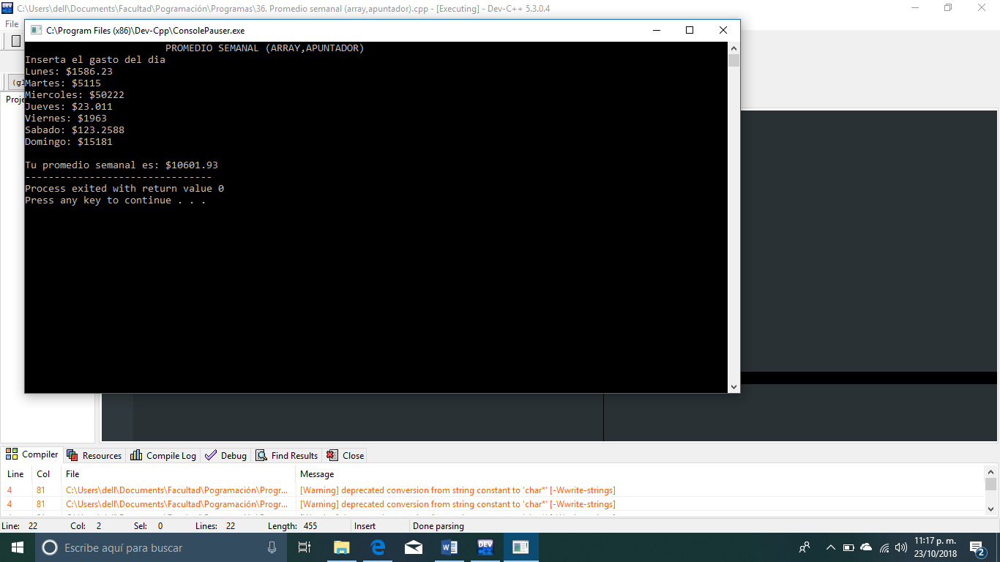 C:\Users\dell\Documents\Facultad\Pogramación\Programas\36. Promedio semanal (array,apuntador).cpp - [Executing] - Dev-C++ 5.3.0.4
File
C:\Program Files (x86)\Dev-Cpp\ConsolePauser.exe
PROMEDIO SEMANAL (ARRAY,APUNTADOR)
Inserta el gasto del dia
Lunes: $1586.23
Martes: $5115
Miercoles: $50222
Jueves: $23.011
Viernes: $1963
Sabado: $123.2588
Domingo: $15181
Tu promedio semanal es: $10601.93
--------------------------------
Process exited with return value 0
Press any key to continue . . .
Compiler Resources Compile Log Debug Find Results Close
Line Col File Message
4 81 C:\Users\dell\Documents\Facultad\Pogramación\Progr... [Warning] deprecated conversion from string constant to 'char*' [-Wwrite-strings]
4 81 C:\Users\dell\Documents\Facultad\Pogramación\Progr... [Warning] deprecated conversion from string constant to 'char*' [-Wwrite-strings]
Line: 22 Col: 2 Sel: 0 Lines: 22 Length: 455 Insert Done parsing
Escribe aquí para buscar
DEV
11:17 p. m.
23/10/2018
2